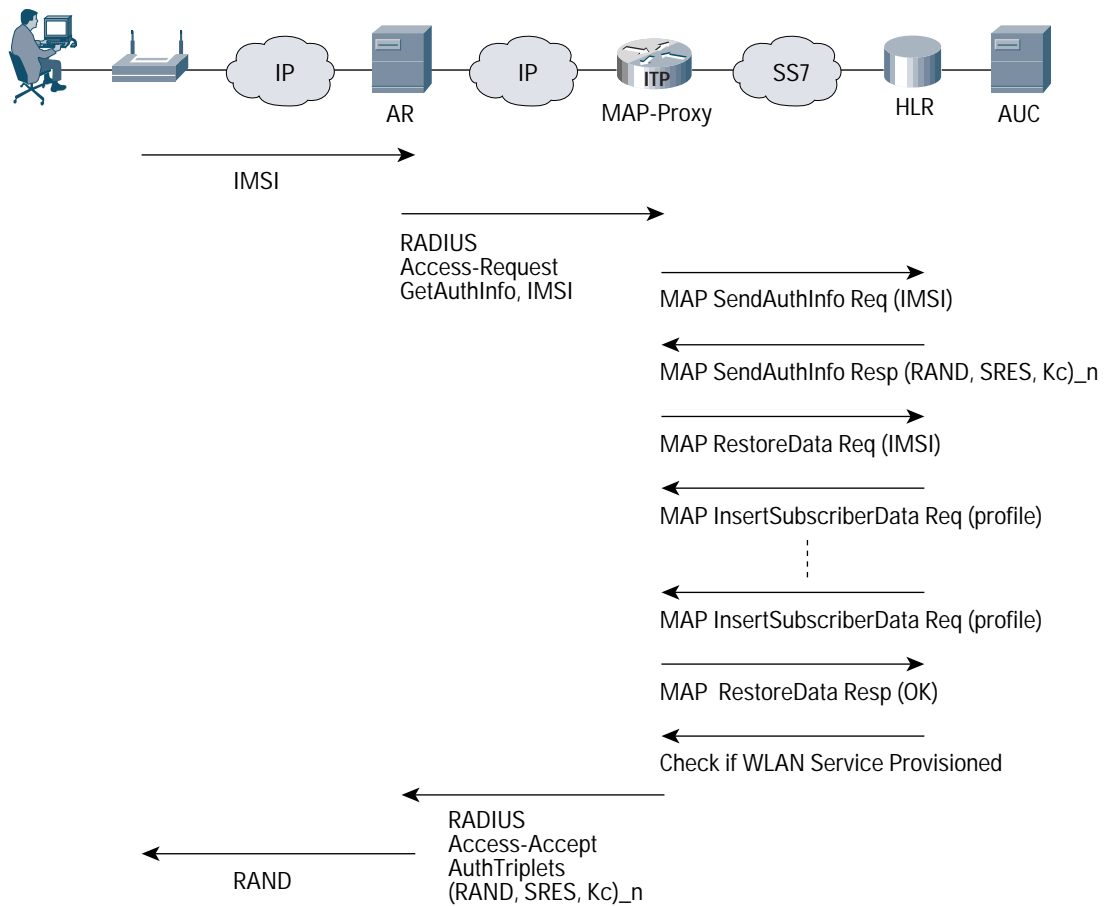 IP
IP
ITP
SS7
AR
MAP-Proxy
HLR
AUC
IMSI
RADIUS
Access-Request
GetAuthInfo, IMSI
MAP SendAuthInfo Req (IMSI)
MAP SendAuthInfo Resp (RAND, SRES, Kc)_n
MAP RestoreData Req (IMSI)
MAP InsertSubscriberData Req (profile)
MAP InsertSubscriberData Req (profile)
MAP RestoreData Resp (OK)
Check if WLAN Service Provisioned
RADIUS
Access-Accept
AuthTriplets
(RAND, SRES, Kc)_n
RAND